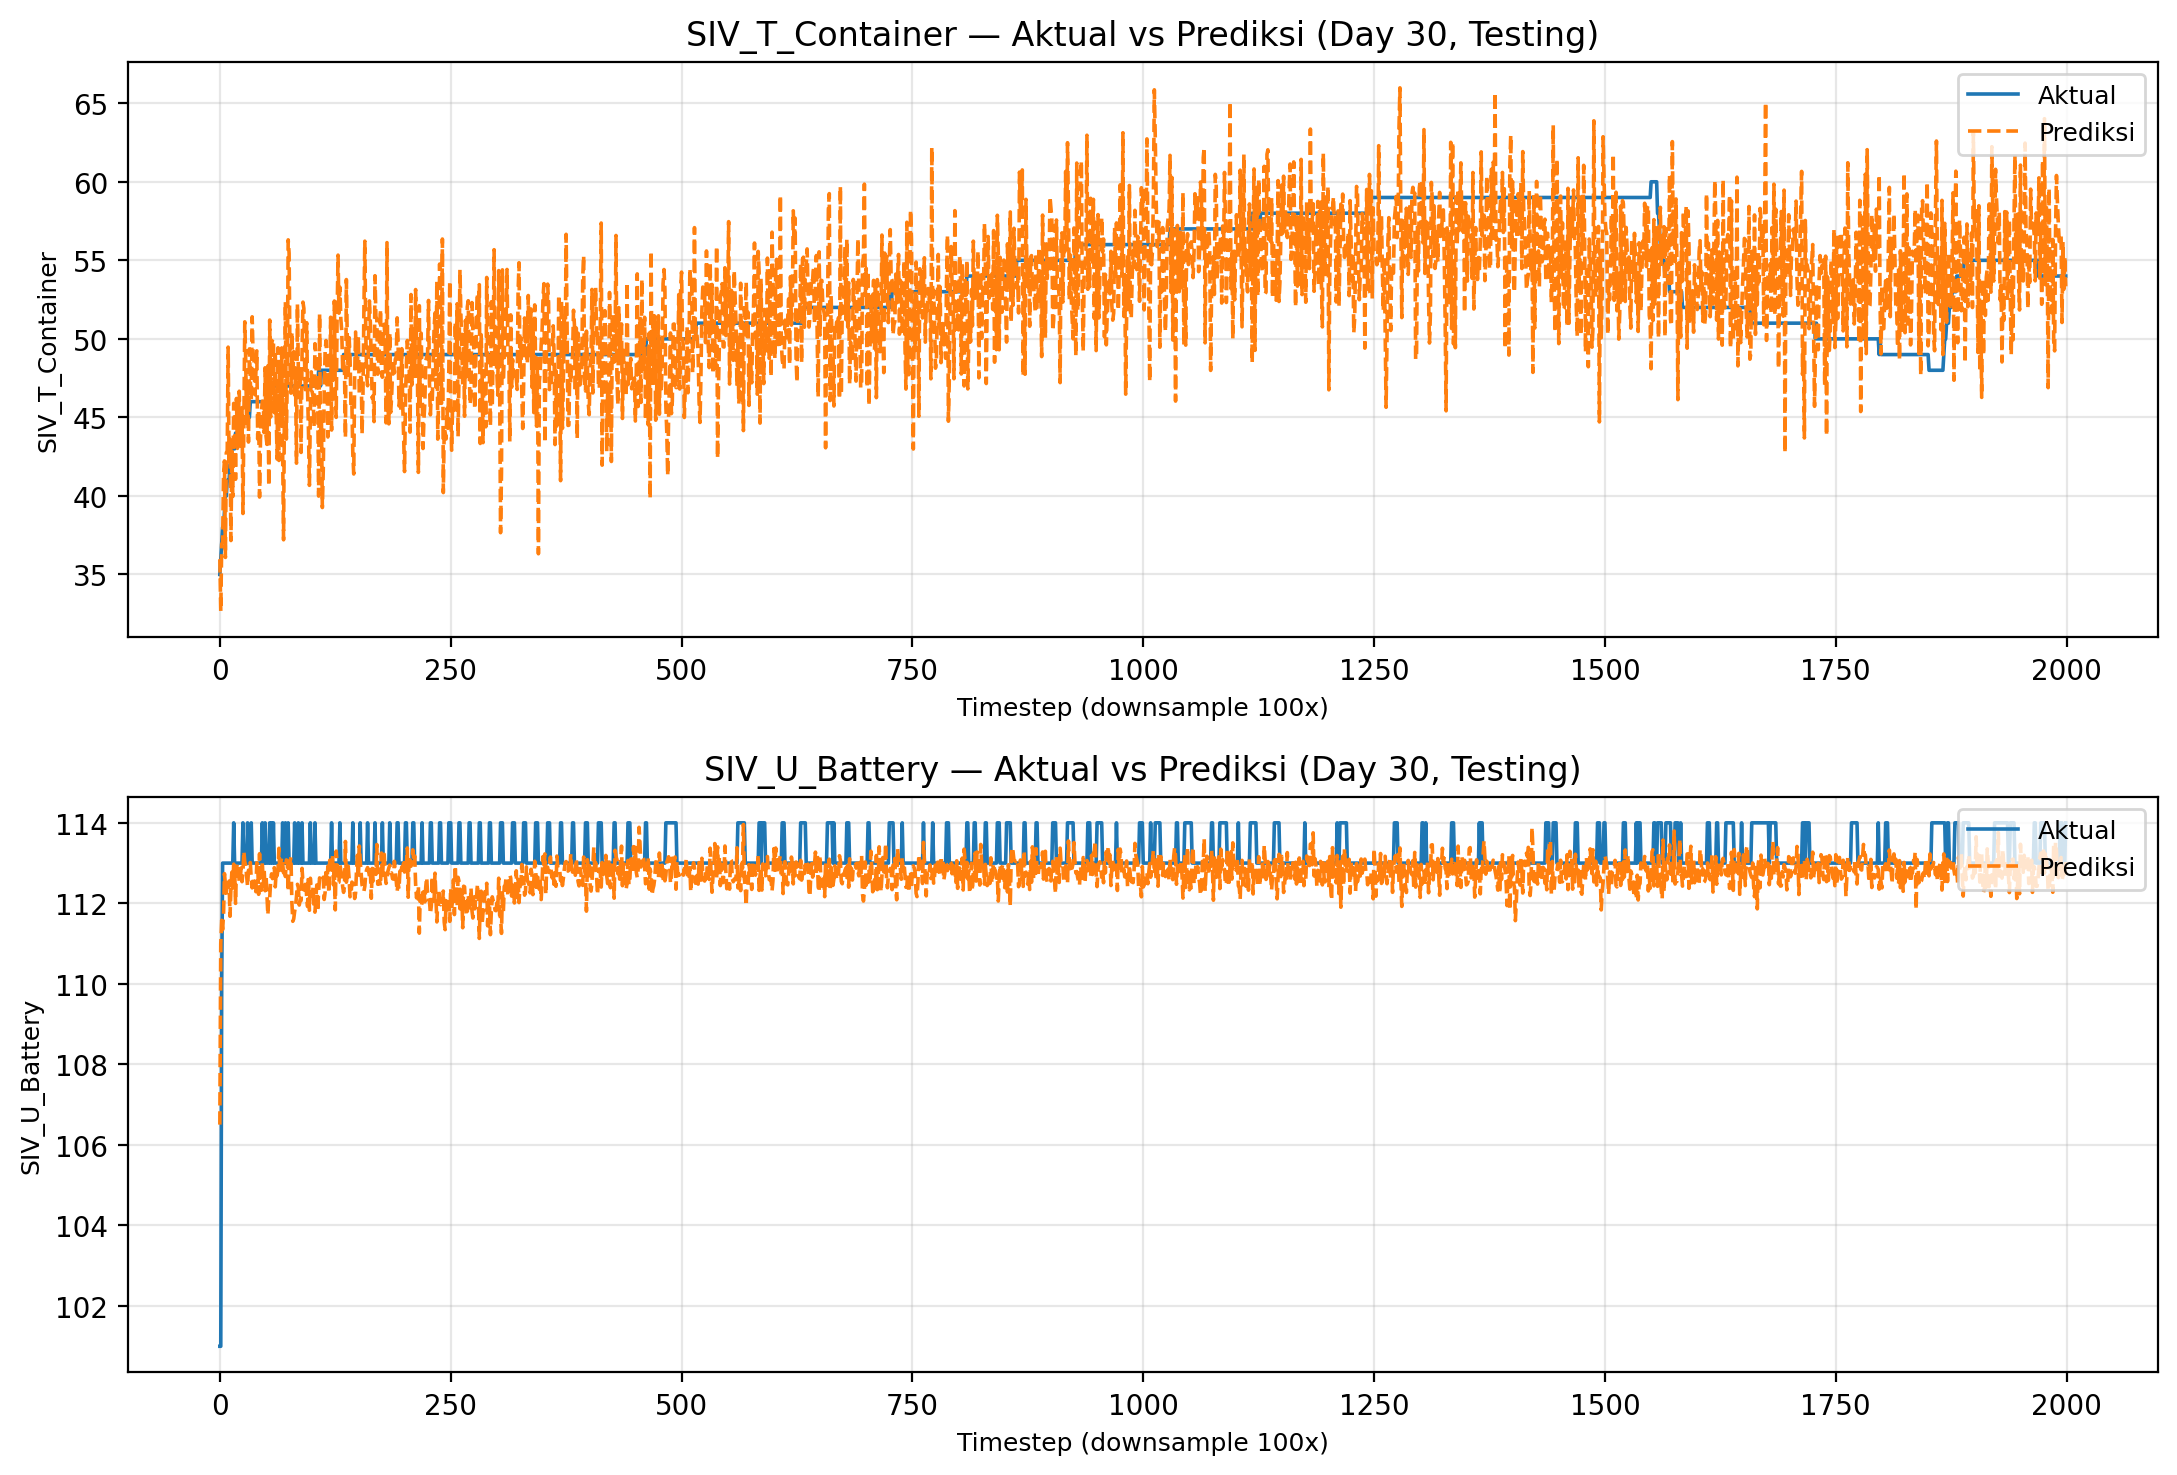 SIV_T_Container — Aktual vs Prediksi (Day 30, Testing)
65
60
55
50
45
40
35
SIV_T_Container
Aktual
Prediksi
0 250 500 750 1000 1250 1500 1750 2000
Timestep (downsample 100x)
SIV_U_Battery — Aktual vs Prediksi (Day 30, Testing)
114
112
110
108
106
104
102
SIV_U_Battery
Aktual
Prediksi
0 250 500 750 1000 1250 1500 1750 2000
Timestep (downsample 100x)